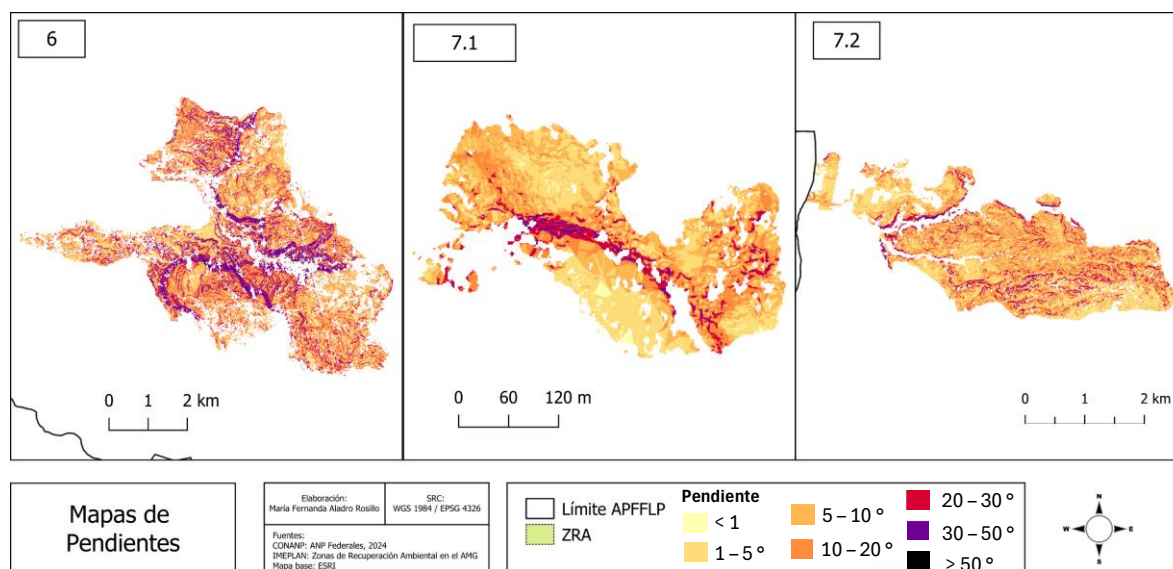 6
7.1
7.2
0 1 2 km
0 60 120 m
0 1 2 km
Mapas de
Pendientes
Elaboración:
María Fernanda Aladro Rosillo
SRC:
WGS 1984 / EPSG 4326
Fuentes:
CONANP: ANP Federales, 2024
IMEPLAN: Zonas de Recuperación Ambiental en el AMG
Mapa base: ESRI
Límite APFFLP
ZRA
Pendiente
< 1
1 – 5 °
5 – 10 °
10 – 20 °
20 – 30 °
30 – 50 °
> 50 °
N
W E
S